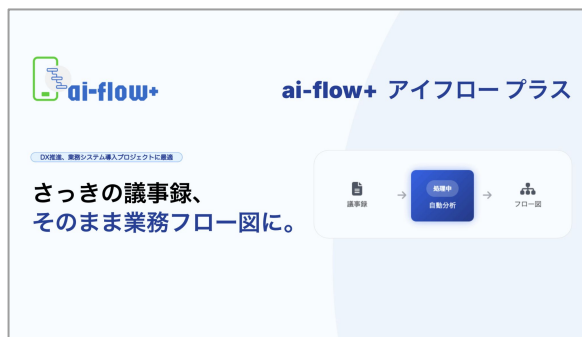 ai-flow+
ai-flow+ アイフロー プラス
DX推進、業務システム導入プロジェクトに最適
さっきの議事録、
そのまま業務フロー図に。
議事録
→
処理中
自動分析
→
フロー図